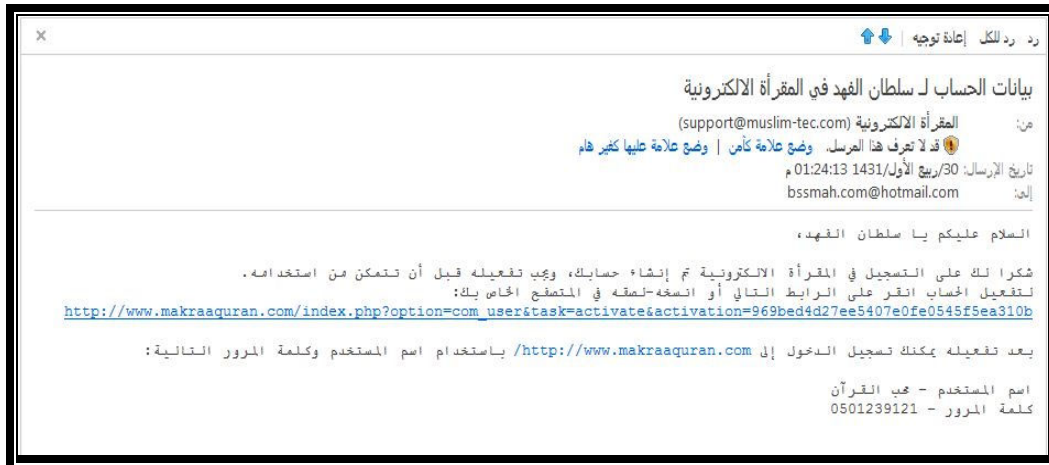 رد رد للكل إعادة توجيه
بيانات الحساب لـ سلطان الفهد في المقرأة الالكترونية
من: المقرأة الالكترونية (support@muslim-tec.com)
قد لا تعرف هذا المرسل. وضع علامة كآمن | وضع علامة عليها كغير هام
تاريخ الإرسال: 30/ربيع الأول/1431 01:24:13 م
إلى: bssmah.com@hotmail.com
السلام عليكم يا سلطان الفهد،
شكرا لك على التسجيل في المقرأة الالكترونية تم إنشاء حسابك، ويجب تفعيله قبل أن تتمكن من استخدامه.
لتفعيل الحساب انقر على الرابط التالي أو انسخه-لصقه في المتصفح الخاص بك:
http://www.makraaquran.com/index.php?option=com_user&task=activate&activation=969bed4d27ee5407e0fe0545f5ea310b
بعد تفعيله يمكنك تسجيل الدخول إلى http://www.makraaquran.com/ باستخدام اسم المستخدم وكلمة المرور التالية:
اسم المستخدم - محب القرآن
كلمة المرور - 0501239121